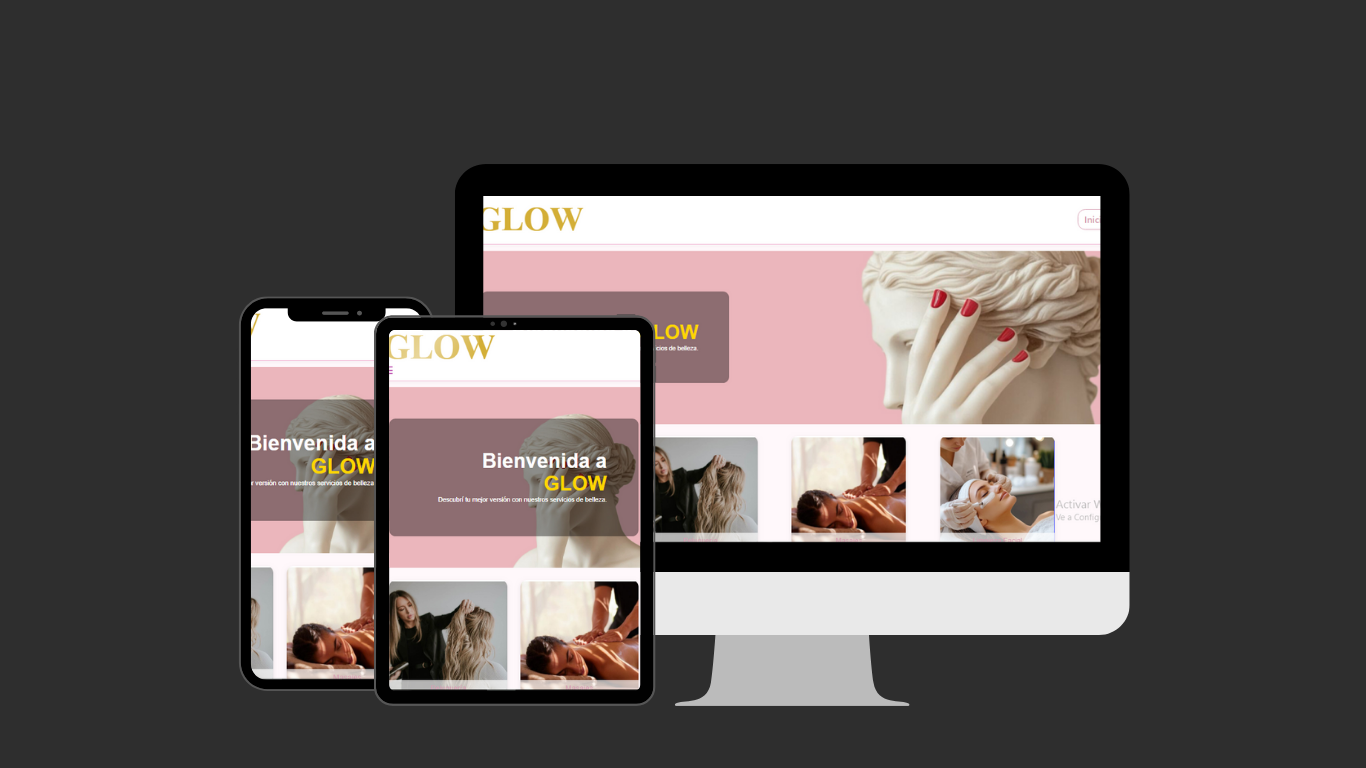 GLOW
Inici
LOW
cios de belleza.
Activar W
Ve a Config
Bienvenida a
GLOW
r versión con nuestros servicios de belleza
GLOW
Bienvenida a
GLOW
Descubrí tu mejor versión con nuestros servicios de belleza.